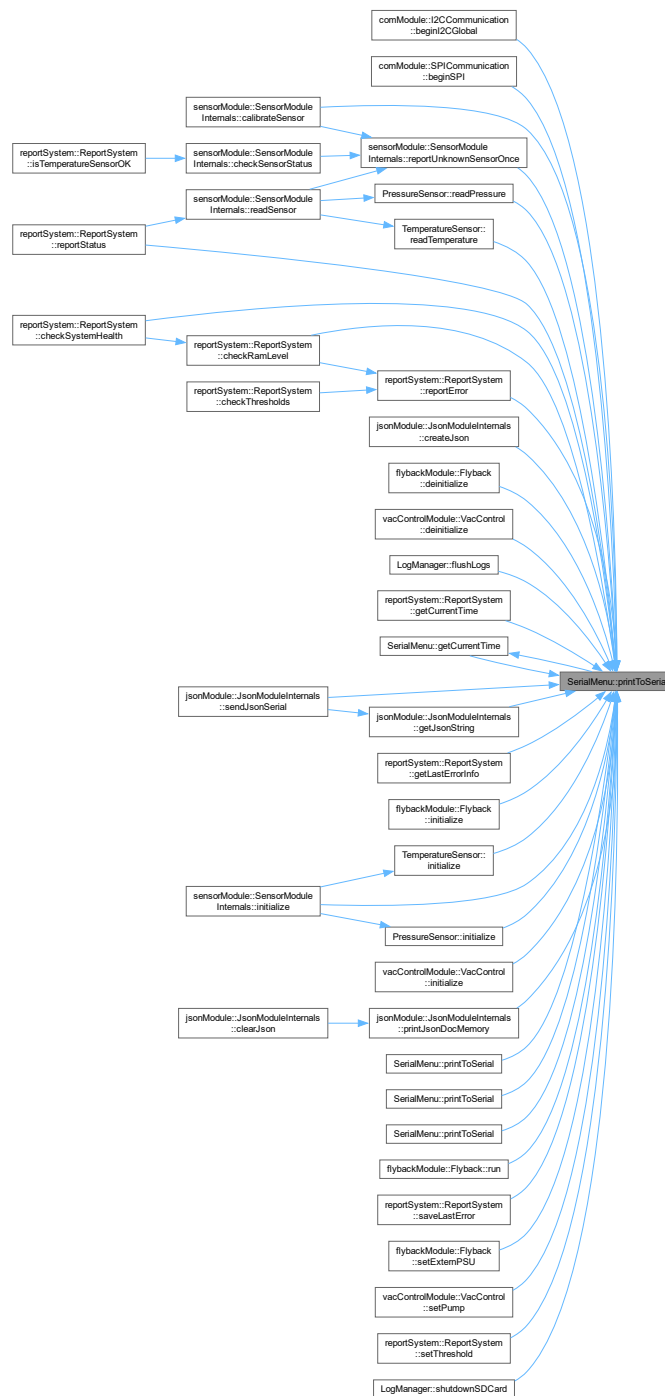 comModule::I2CCommunication
::beginI2CGlobal
comModule::SPICommunication
::beginSPI
sensorModule::SensorModule
Internals::calibrateSensor
sensorModule::SensorModule
Internals::reportUnknownSensorOnce
reportSystem::ReportSystem
::isTemperatureSensorOK
sensorModule::SensorModule
Internals::checkSensorStatus
sensorModule::SensorModule
Internals::readSensor
PressureSensor::readPressure
TemperatureSensor::
readTemperature
reportSystem::ReportSystem
::reportStatus
reportSystem::ReportSystem
::checkSystemHealth
reportSystem::ReportSystem
::checkRamLevel
reportSystem::ReportSystem
::reportError
reportSystem::ReportSystem
::checkThresholds
jsonModule::JsonModuleInternals
::createJson
flybackModule::Flyback
::deinitialize
vacControlModule::VacControl
::deinitialize
LogManager::flushLogs
reportSystem::ReportSystem
::getCurrentTime
SerialMenu::getCurrentTime
SerialMenu::printToSerial
jsonModule::JsonModuleInternals
::sendJsonSerial
jsonModule::JsonModuleInternals
::getJsonString
reportSystem::ReportSystem
::getLastErrorInfo
flybackModule::Flyback
::initialize
TemperatureSensor::
initialize
sensorModule::SensorModule
Internals::initialize
PressureSensor::initialize
vacControlModule::VacControl
::initialize
jsonModule::JsonModuleInternals
::clearJson
jsonModule::JsonModuleInternals
::printJsonDocMemory
SerialMenu::printToSerial
SerialMenu::printToSerial
SerialMenu::printToSerial
flybackModule::Flyback::run
reportSystem::ReportSystem
::saveLastError
flybackModule::Flyback
::setExternPSU
vacControlModule::VacControl
::setPump
reportSystem::ReportSystem
::setThreshold
LogManager::shutdownSDCard